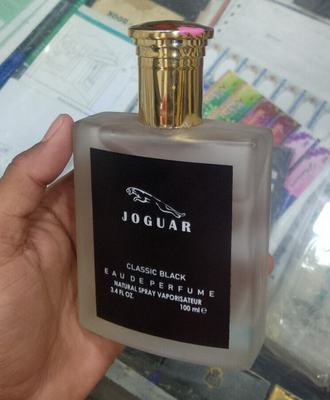 JOGUAR
CLASSIC BLACK
EAU DE PERFUME
NATURAL SPRAY VAPORISATEUR
3.4 FL OZ.
100 ml ℮